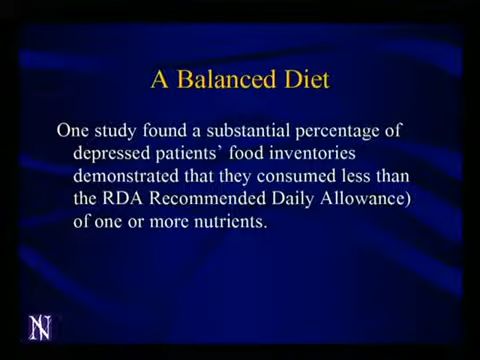 A Balanced Diet
One study found a substantial percentage of
depressed patients' food inventories
demonstrated that they consumed less than
the RDA Recommended Daily Allowance)
of one or more nutrients.
N